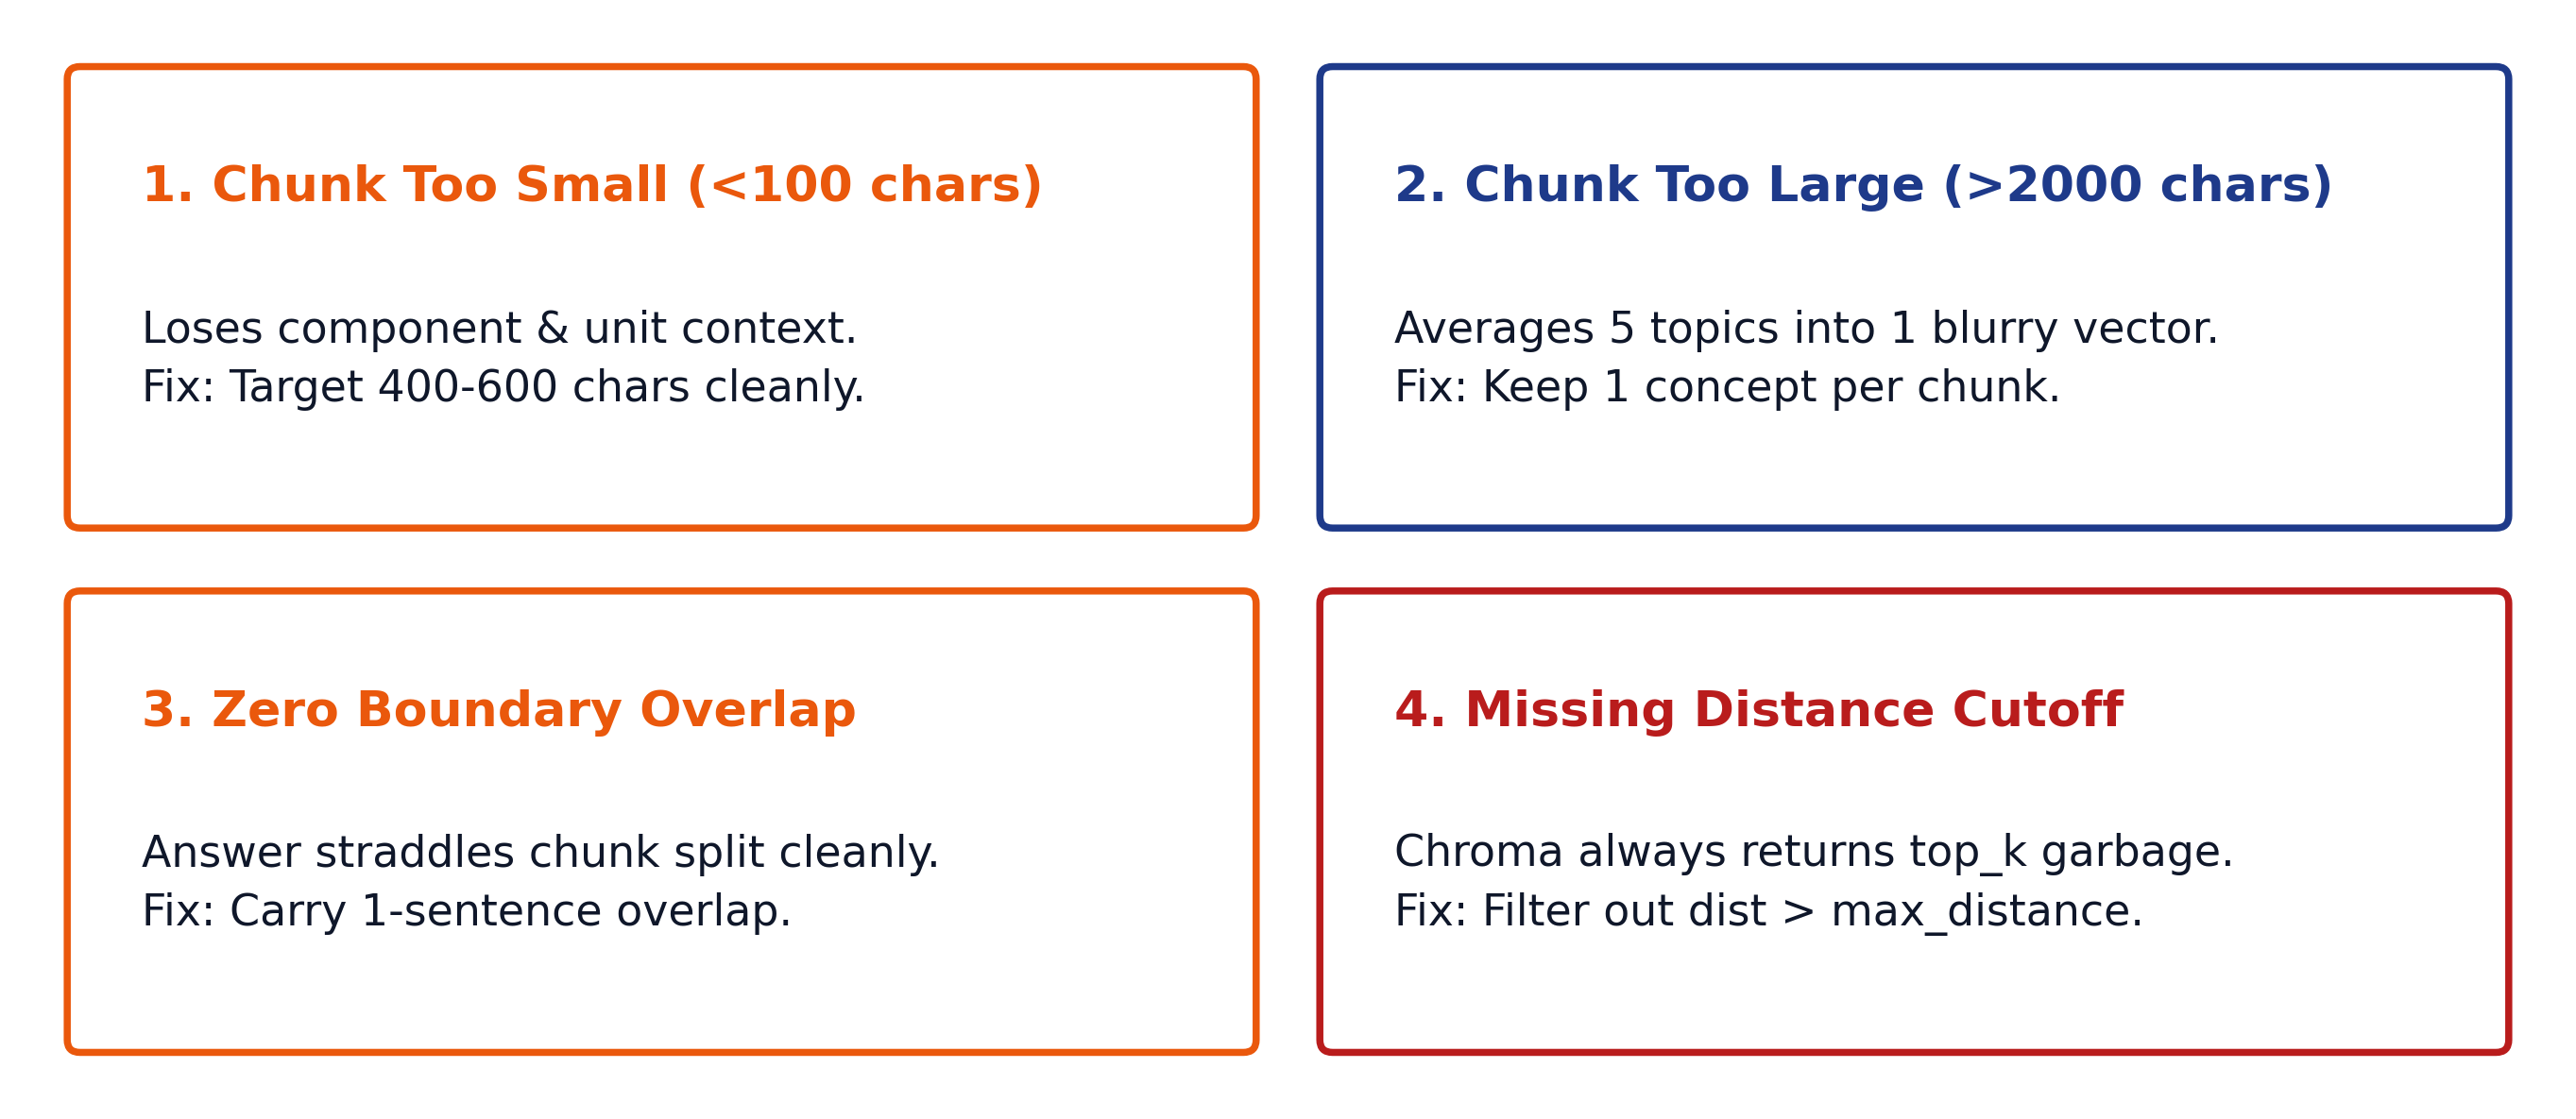 1. Chunk Too Small (<100 chars)
Loses component & unit context.
Fix: Target 400-600 chars cleanly.
2. Chunk Too Large (>2000 chars)
Averages 5 topics into 1 blurry vector.
Fix: Keep 1 concept per chunk.
3. Zero Boundary Overlap
Answer straddles chunk split cleanly.
Fix: Carry 1-sentence overlap.
4. Missing Distance Cutoff
Chroma always returns top_k garbage.
Fix: Filter out dist > max_distance.